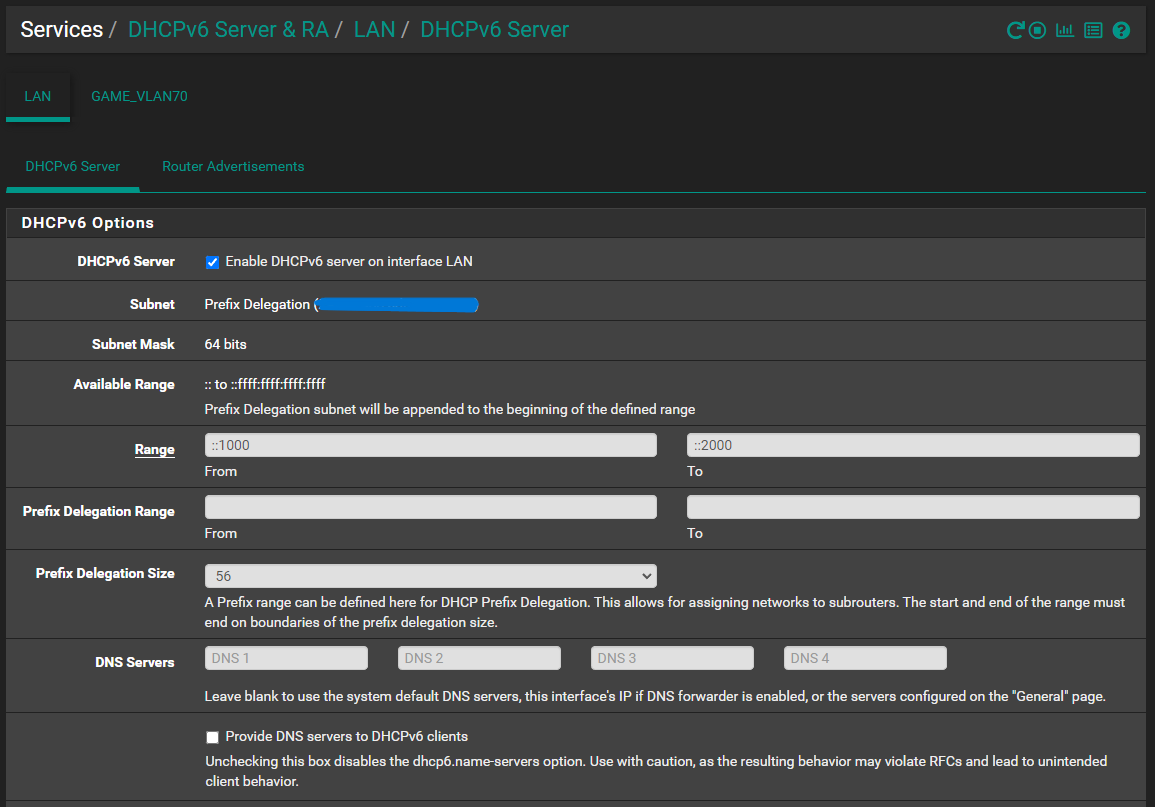 Services / DHCPv6 Server & RA / LAN / DHCPv6 Server
LAN GAME_VLAN70
DHCPv6 Server Router Advertisements
DHCPv6 Options
DHCPv6 Server Enable DHCPv6 server on interface LAN
Subnet Prefix Delegation (
Subnet Mask 64 bits
Available Range :: to ::ffff:ffff:ffff:ffff
Prefix Delegation subnet will be appended to the beginning of the defined range
Range ::1000 ::2000
From To
Prefix Delegation Range
From To
Prefix Delegation Size 56
A Prefix range can be defined here for DHCP Prefix Delegation. This allows for assigning networks to subrouters. The start and end of the range must
end on boundaries of the prefix delegation size.
DNS Servers DNS 1 DNS 2 DNS 3 DNS 4
Leave blank to use the system default DNS servers, this interface's IP if DNS forwarder is enabled, or the servers configured on the "General" page.
Provide DNS servers to DHCPv6 clients
Unchecking this box disables the dhcp6.name-servers option. Use with caution, as the resulting behavior may violate RFCs and lead to unintended
client behavior.